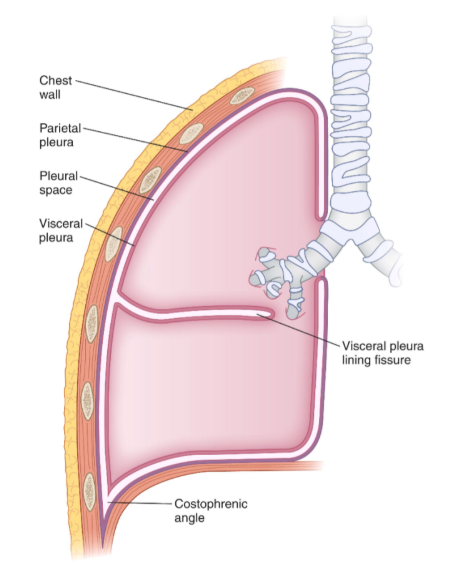 Chest
wall
Parietal
pleura
Pleural
space
Visceral
pleura
Visceral pleura
lining fissure
Costophrenic
angle